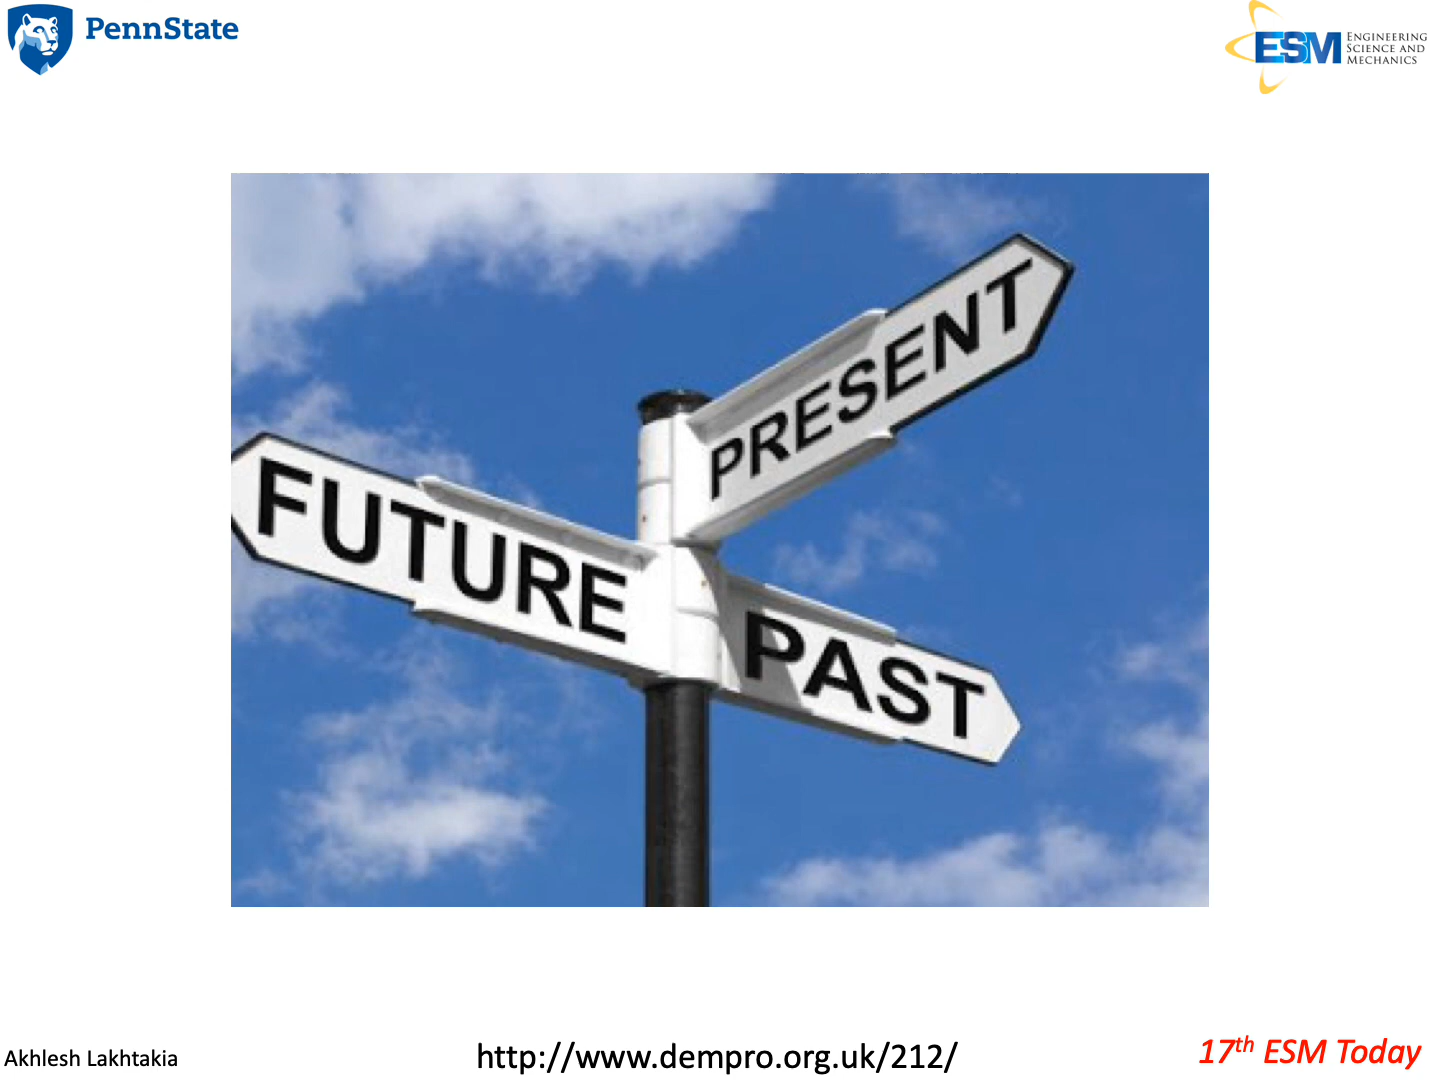 PennState
ESM
ENGINEERING
SCIENCE AND
MECHANICS
PRESENT
FUTURE
PAST
Akhlesh Lakhtakia
http://www.dempro.org.uk/212/
17th ESM Today